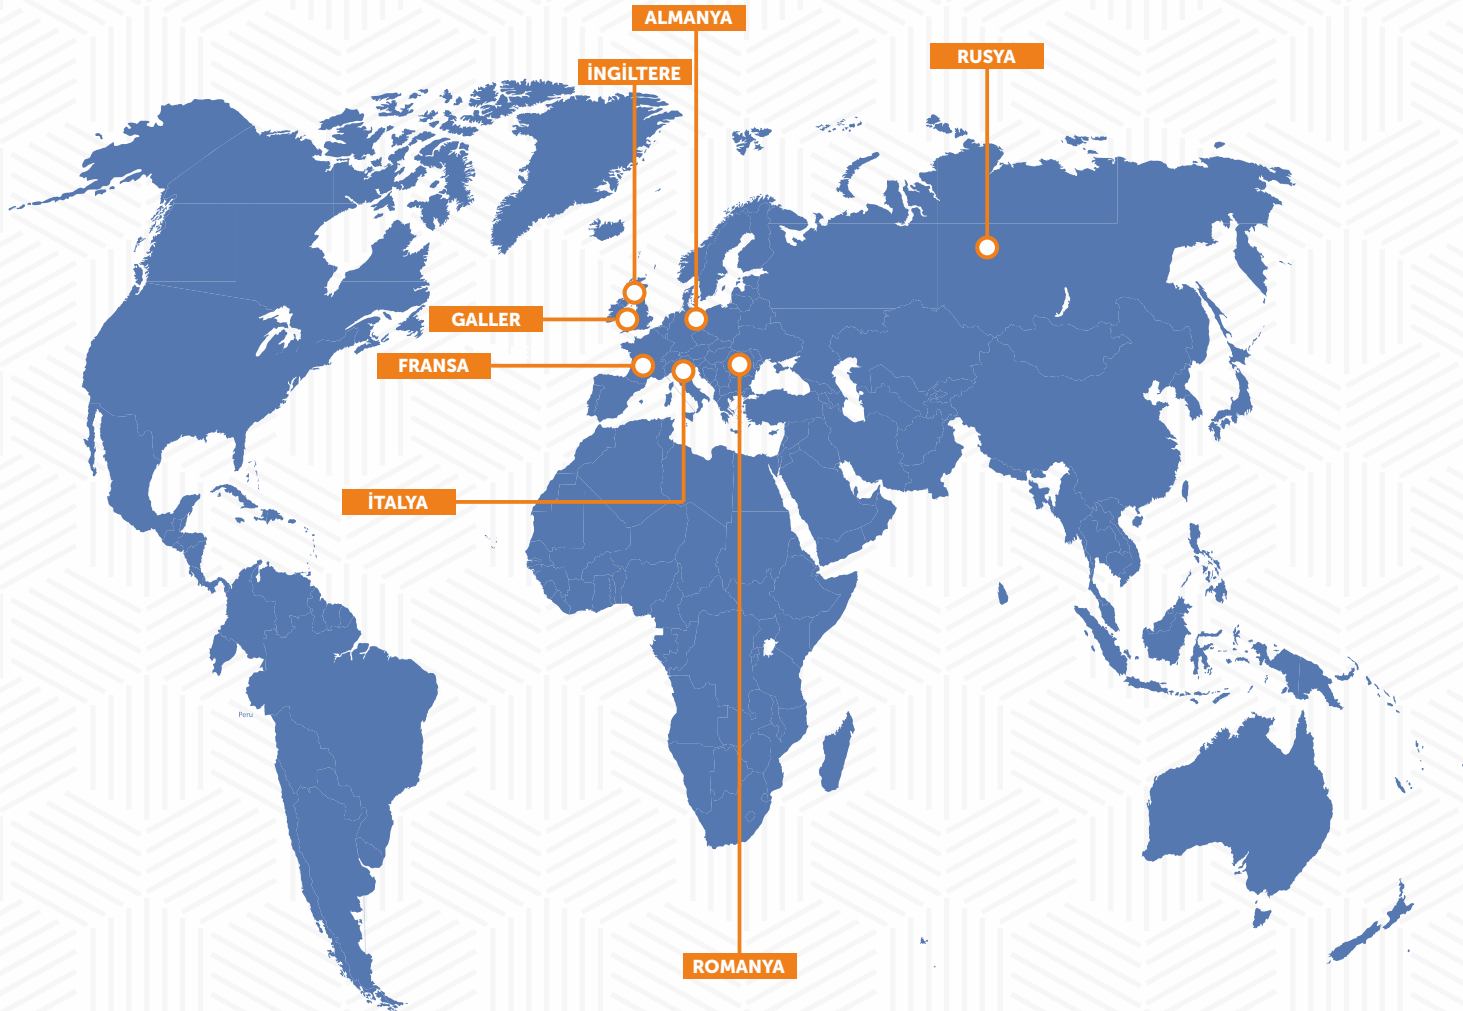 ALMANYA
RUSYA
İNGİLTERE
GALLER
FRANSA
İTALYA
Peru
ROMANYA